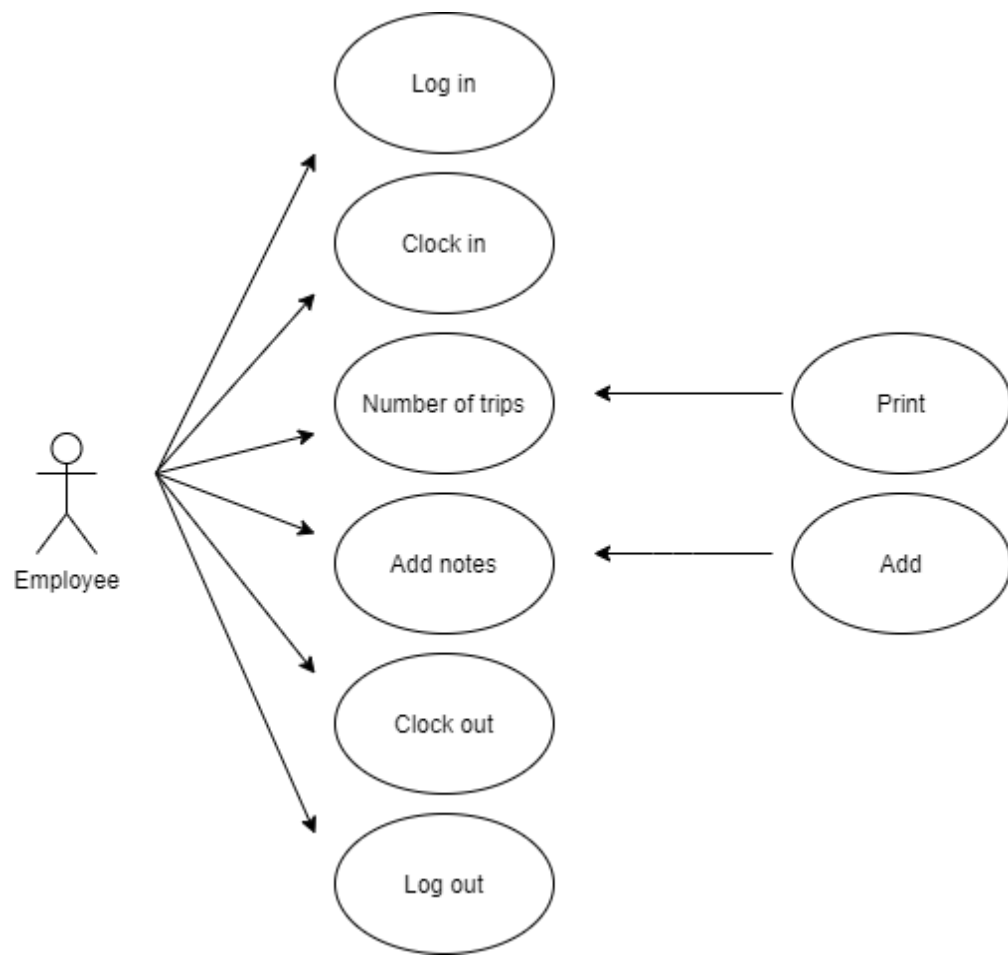 Log in
Clock in
Number of trips
Print
Employee
Add notes
Add
Clock out
Log out